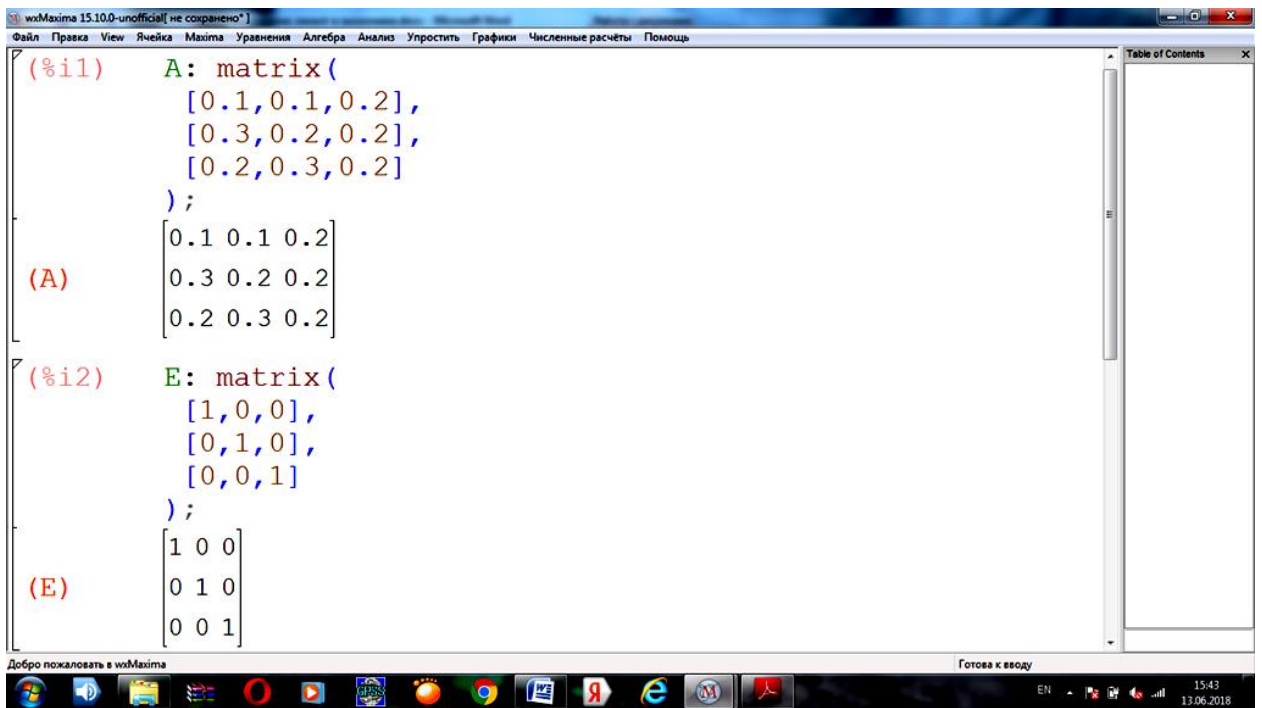 wxMaxima 15.10.0-unofficial[ не сохранено* ]
Файл Правка View Ячейка Maxima Уравнения Алгебра Анализ Упростить Графики Численные расчёты Помощь
Table of Contents
(%i1) A: matrix(
[0.1,0.1,0.2],
[0.3,0.2,0.2],
[0.2,0.3,0.2]
);
0.1 0.1 0.2
(A) 0.3 0.2 0.2
0.2 0.3 0.2
(%i2) E: matrix(
[1,0,0],
[0,1,0],
[0,0,1]
);
1 0 0
(E) 0 1 0
0 0 1
Добро пожаловать в wxMaxima Готова к вводу
GPSS W Я M EN 15:43
13.06.2018